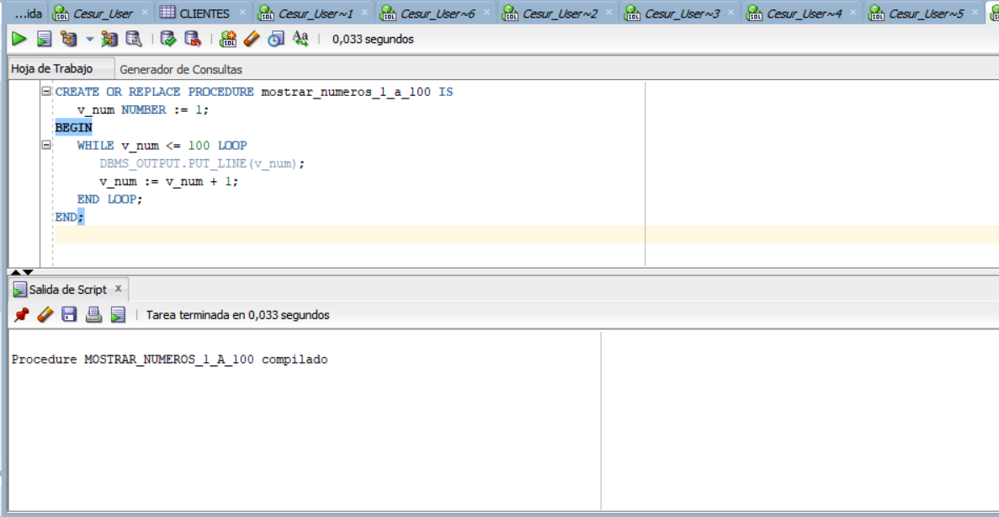 ...ida Cesur_User CLIENTES Cesur_User~1 Cesur_User~6 Cesur_User~2 Cesur_User~3 Cesur_User~4 Cesur_User~5
0,033 segundos
Hoja de Trabajo Generador de Consultas
CREATE OR REPLACE PROCEDURE mostrar_numeros_1_a_100 IS
v_num NUMBER := 1;
BEGIN
WHILE v_num <= 100 LOOP
DBMS_OUTPUT.PUT_LINE(v_num);
v_num := v_num + 1;
END LOOP;
END;
Salida de Script x
Tarea terminada en 0,033 segundos
Procedure MOSTRAR_NUMEROS_1_A_100 compilado